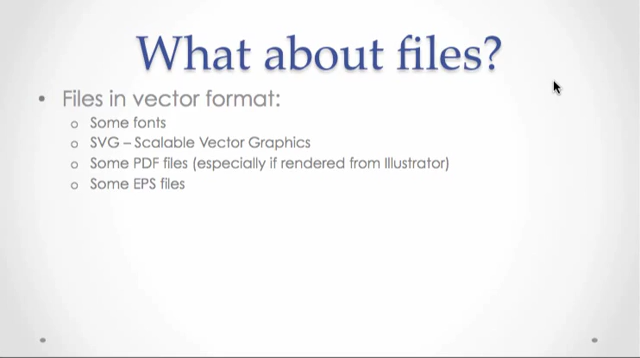 What about files?
• Files in vector format:
o Some fonts
o SVG – Scalable Vector Graphics
o Some PDF files (especially if rendered from Illustrator)
o Some EPS files